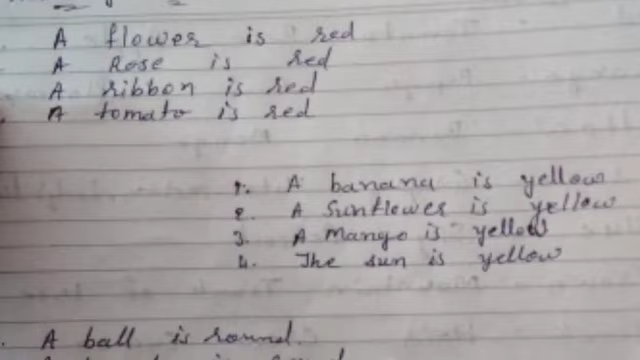 A flower is red
A Rose is red
A ribbon is red
A tomato is red
1. A banana is yellow
2. A Sunflower is yellow
3. A Mango is yellow
4. The sun is yellow
A ball is round.